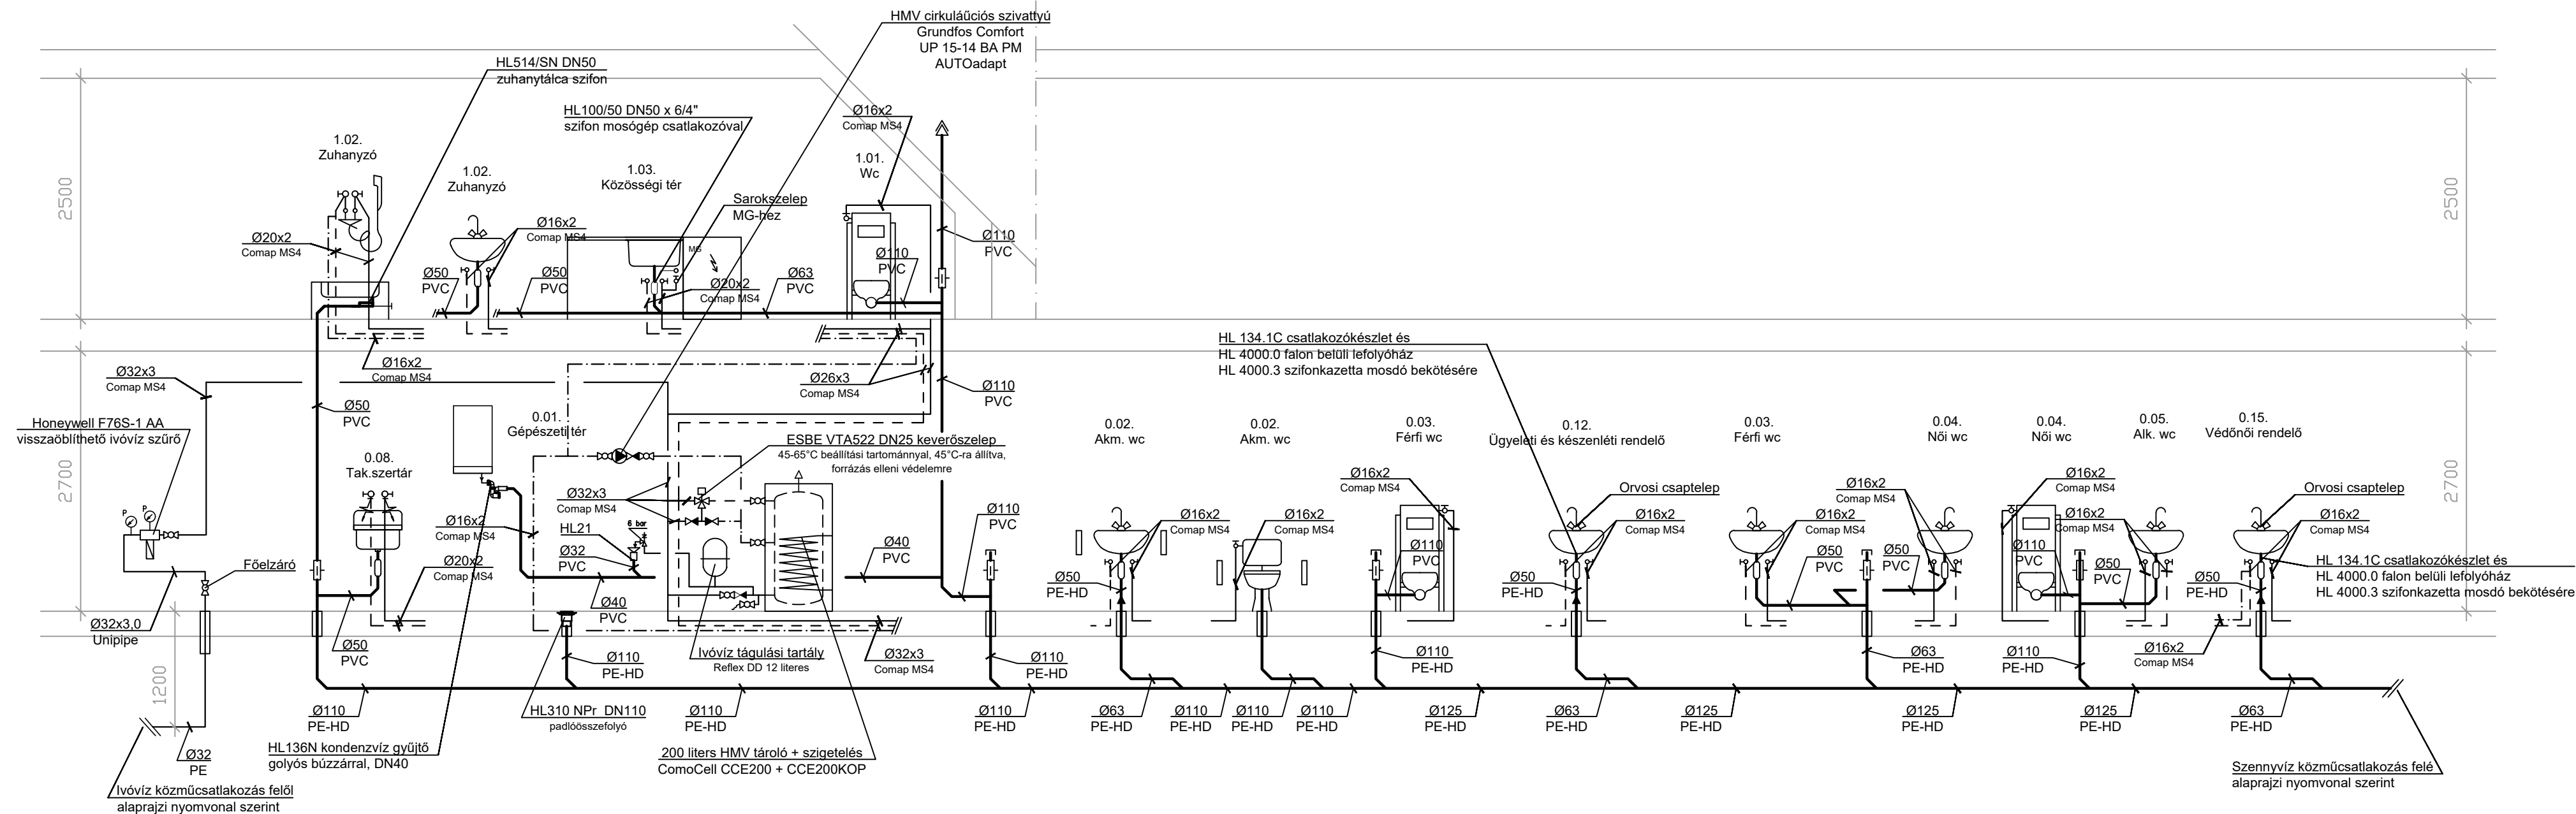 HMV cirkuláűciós szivattyú
Grundfos Comfort
UP 15-14 BA PM
AUTOadapt
HL514/SN DN50
zuhanytálca szifon
HL100/50 DN50 x 6/4"
szifon mosógép csatlakozóval
Ø16x2
Comap MS4
1.02.
Zuhanyzó
1.02.
Zuhanyzó
1.03.
Közösségi tér
1.01.
Wc
2500
2500
Sarokszelep
MG-hez
Ø20x2
Comap MS4
Ø16x2
Comap MS4
MG
Ø110
PVC
Ø110
PVC
Ø50
PVC
Ø50
PVC
Ø20x2
Comap MS4
Ø63
PVC
Ø16x2
Comap MS4
Ø26x3
Comap MS4
Ø110
PVC
HL 134.1C csatlakozókészlet és
HL 4000.0 falon belüli lefolyóház
HL 4000.3 szifonkazetta mosdó bekötésére
Ø32x3
Comap MS4
Honeywell F76S-1 AA
visszaöblíthető ivóvíz szűrő
Ø50
PVC
0.01.
Gépészeti tér
ESBE VTA522 DN25 keverőszelep
45-65°C beállítási tartománnyal, 45°C-ra állítva,
forrázás elleni védelemre
0.02.
Akm. wc
0.02.
Akm. wc
0.03.
Férfi wc
0.12.
Ügyeleti és készenléti rendelő
0.03.
Férfi wc
0.04.
Női wc
0.04.
Női wc
0.05.
Alk. wc
0.15.
Védőnői rendelő
2700
2700
0.08.
Tak.szertár
P
P
Ø32x3
Comap MS4
Ø16x2
Comap MS4
HL21
6 bar
Ø32
PVC
Ø20x2
Comap MS4
Ø40
PVC
Ø40
PVC
Ø110
PVC
Ø16x2
Comap MS4
Ø16x2
Comap MS4
Ø16x2
Comap MS4
Orvosi csaptelep
Ø16x2
Comap MS4
Ø16x2
Comap MS4
Ø16x2
Comap MS4
Ø16x2
Comap MS4
Ø16x2
Comap MS4
Orvosi csaptelep
Ø16x2
Comap MS4
Ø50
PE-HD
Ø110
PVC
Ø50
PE-HD
Ø50
PVC
Ø50
PVC
Ø110
PVC
Ø50
PVC
Ø50
PE-HD
HL 134.1C csatlakozókészlet és
HL 4000.0 falon belüli lefolyóház
HL 4000.3 szifonkazetta mosdó bekötésére
Főelzáró
Ø32x3,0
Unipipe
Ø50
PVC
1200
Ø110
PE-HD
Ivóvíz tágulási tartály
Reflex DD 12 literes
Ø32x3
Comap MS4
Ø110
PE-HD
Ø110
PE-HD
Ø63
PE-HD
Ø110
PE-HD
Ø16x2
Comap MS4
Ø110
PE-HD
HL310 NPr  DN110
padlóösszefolyó
Ø110
PE-HD
Ø110
PE-HD
Ø63
PE-HD
Ø110
PE-HD
Ø110
PE-HD
Ø110
PE-HD
Ø125
PE-HD
Ø63
PE-HD
Ø125
PE-HD
Ø125
PE-HD
Ø125
PE-HD
Ø63
PE-HD
Ø32
PE
HL136N kondenzvíz gyűjtő
golyós búzzárral, DN40
200 liters HMV tároló + szigetelés
ComoCell CCE200 + CCE200KOP
Ivóvíz közműcsatlakozás felől
alaprajzi nyomvonal szerint
Szennyvíz közműcsatlakozás felé
alaprajzi nyomvonal szerint